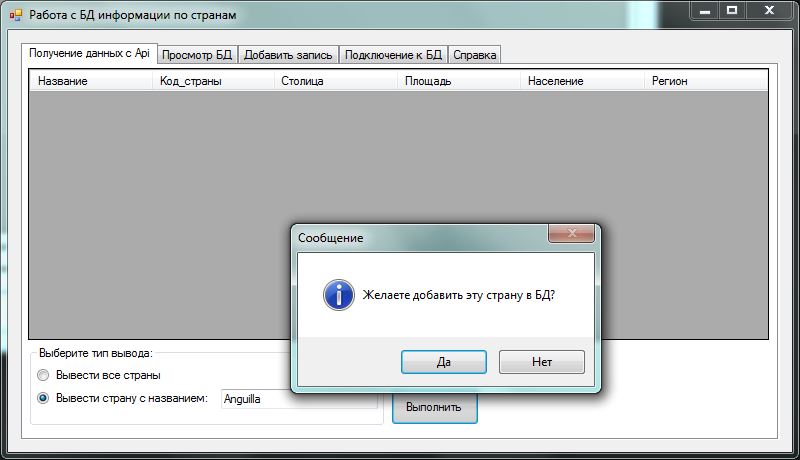 Работа с БД информации по странам
Получение данных с Api Просмотр БД Добавить запись Подключение к БД Справка
Название Код_страны Столица Площадь Население Регион
Сообщение
Желаете добавить эту страну в БД?
Да Нет
Выберите тип вывода:
Вывести все страны
Вывести страну с названием: Anguilla
Выполнить